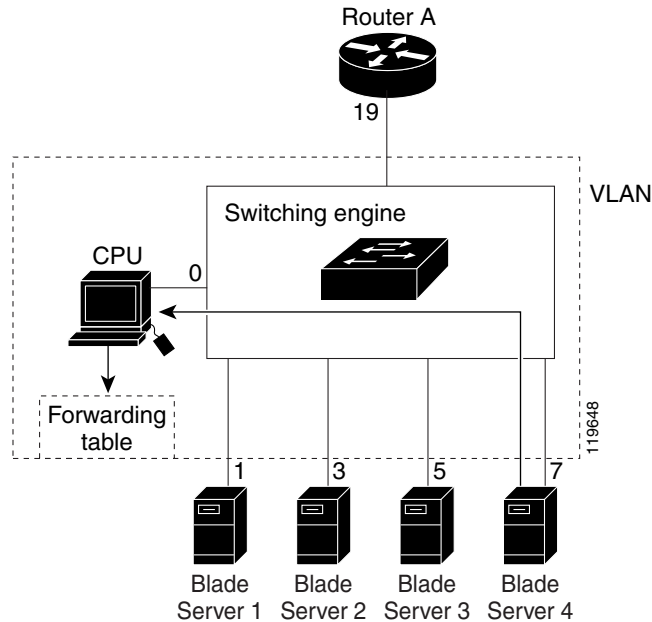 Router A
19
VLAN
Switching engine
CPU
0
Forwarding
table
119648
1
3
5
7
Blade
Server 1
Blade
Server 2
Blade
Server 3
Blade
Server 4